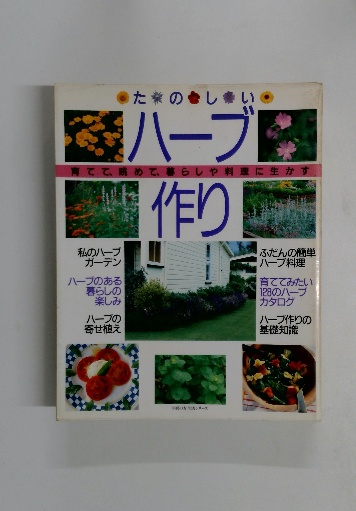 たのしい
ハーブ
育てて、眺めて、暮らしや料理に生かす。
作り
私のハーブ
ガーデン
ハーブのある
暮らしの
楽しみ
ハーブの
寄せ植え
ふだんの簡単
ハーブ料理
育ててみたい
128のハーブ
カタログ
ハーブ作りの
基礎知識